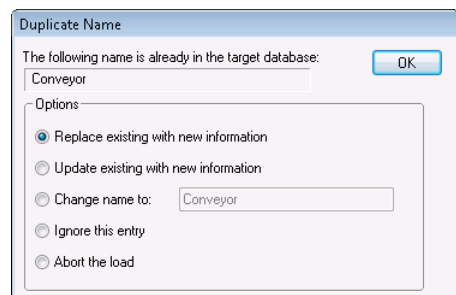 Duplicate Name
The following name is already in the target database:
OK
Conveyor
Options
Replace existing with new information
Update existing with new information
Change name to: Conveyor
Ignore this entry
Abort the load